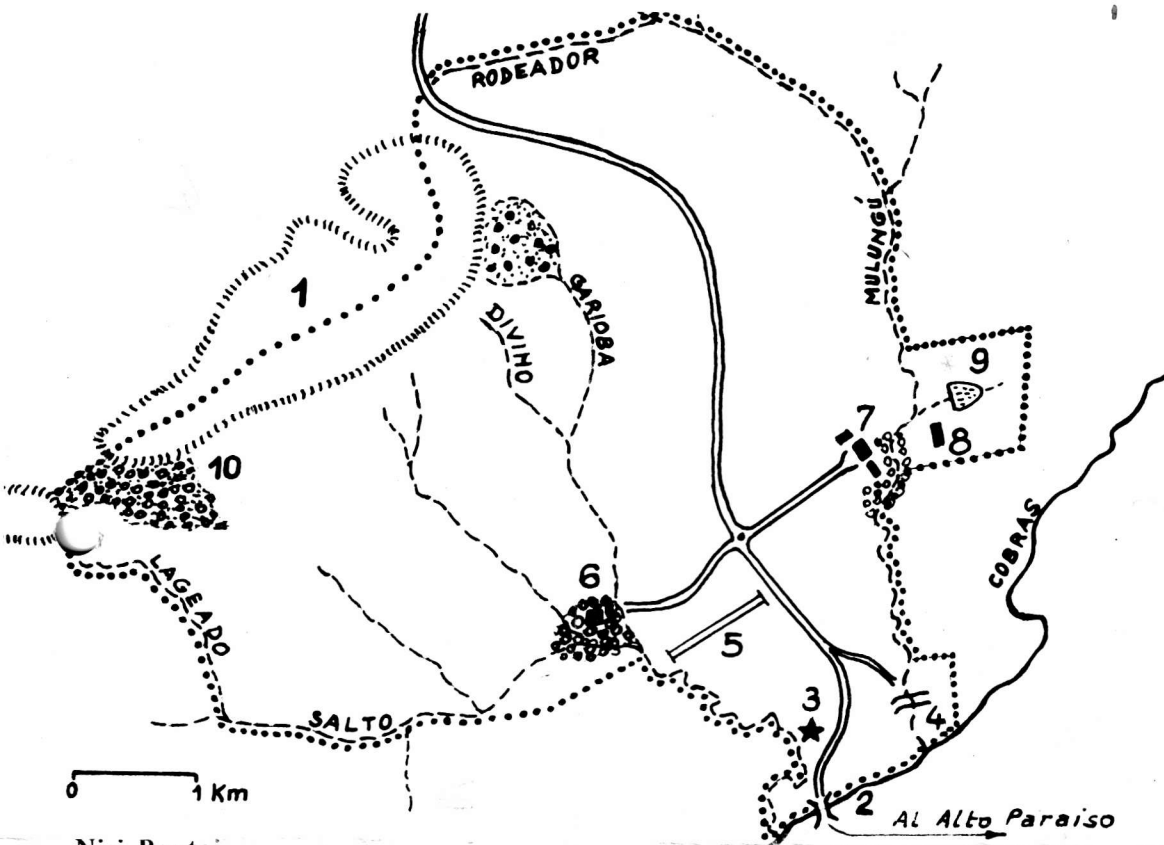 RODEADOR
MULUNGU
GARIOBA
DIVINO
1
9
7
8
10
COBRAS
LAGEADO
6
5
SALTO
3
4
0 1 Km
2
Al Alto Paraiso